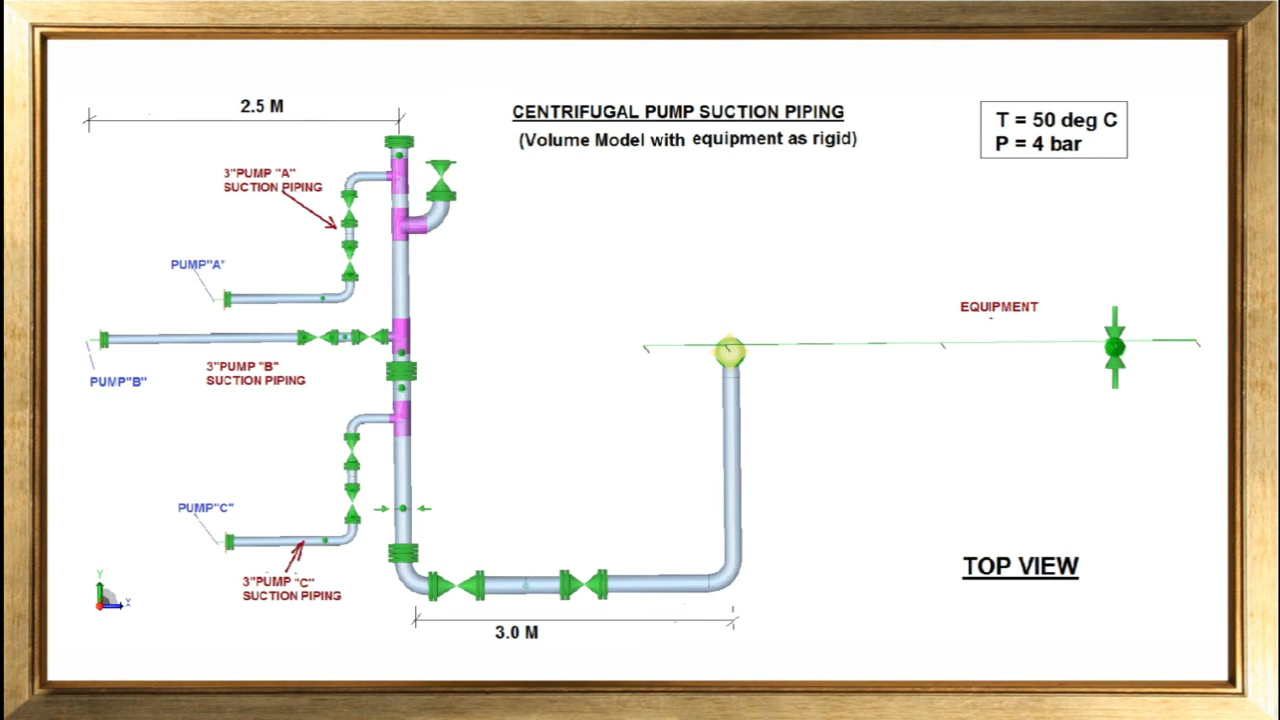 2.5 M
CENTRIFUGAL PUMP SUCTION PIPING
(Volume Model with equipment as rigid)
T = 50 deg C
P = 4 bar
3"PUMP "A"
SUCTION PIPING
PUMP"A"
EQUIPMENT
3"PUMP "B"
SUCTION PIPING
PUMP"B"
PUMP"C"
3"PUMP "C"
SUCTION PIPING
TOP VIEW
Y
X
3.0 M